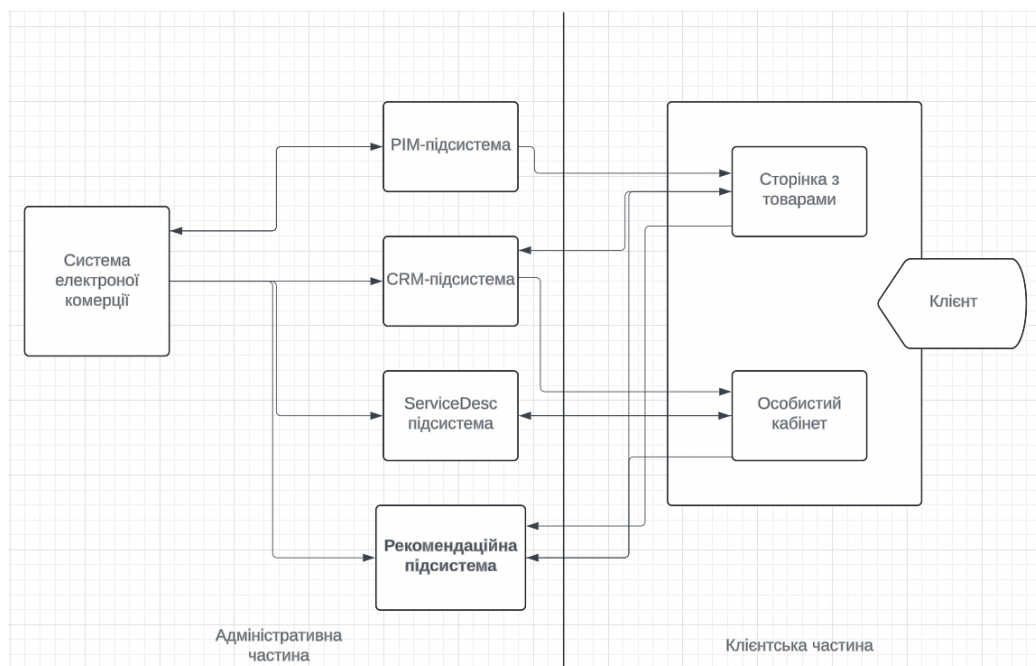 PIM-підсистема
Сторінка з
товарами
Система
електроної
комерції
CRM-підсистема
Клієнт
ServiceDesc
підсистема
Особистий
кабінет
Рекомендаційна
підсистема
Адміністративна
частина
Клієнтська частина